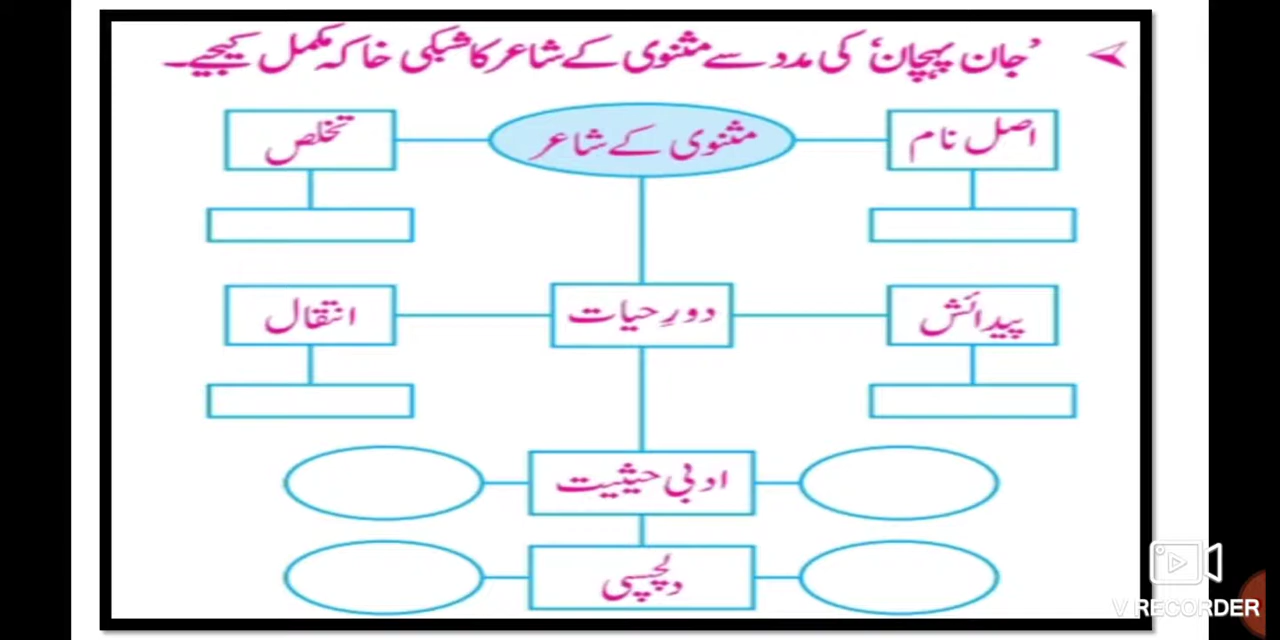 'جان پہچان' کی مدد سے مثنوی کے شاعر کا شبکی خاکہ مکمل کیجیے۔
اصل نام
مثنوی کے شاعر
تخلص
پیدائش
دورِ حیات
انتقال
ادبی حیثیت
دلچسپی
V RECORDER